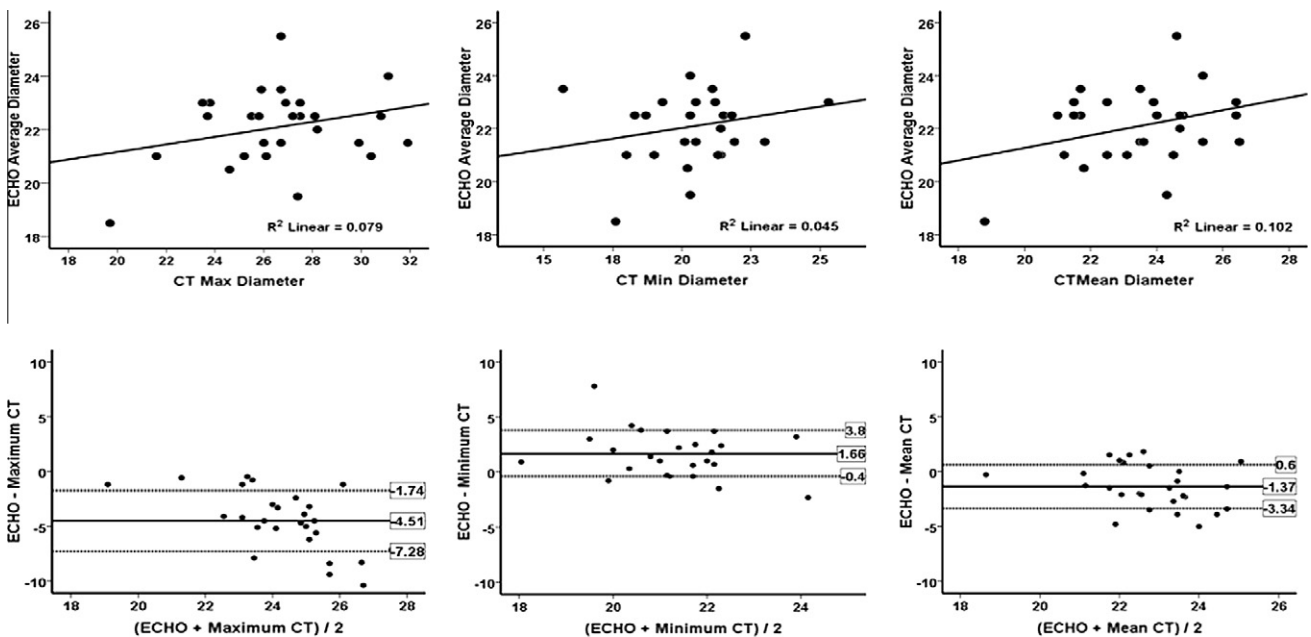 ECHO Average Diameter
26
24
22
20
18
R² Linear = 0.079
18 20 22 24 26 28 30 32
CT Max Diameter
ECHO Average Diameter
26
24
22
20
18
R² Linear = 0.045
15 18 20 23 25
CT Min Diameter
ECHO Average Diameter
26
24
22
20
18
R² Linear = 0.102
18 20 22 24 26 28
CTMean Diameter
ECHO - Maximum CT
10
5
0
-5
-10
-1.74
-4.51
-7.28
18 20 22 24 26 28
(ECHO + Maximum CT) / 2
ECHO - Minimum CT
10
5
0
-5
-10
3.8
1.66
-0.4
18 20 22 24
(ECHO + Minimum CT) / 2
ECHO - Mean CT
10
5
0
-5
-10
0.6
-1.37
-3.34
18 20 22 24 26
(ECHO + Mean CT) / 2